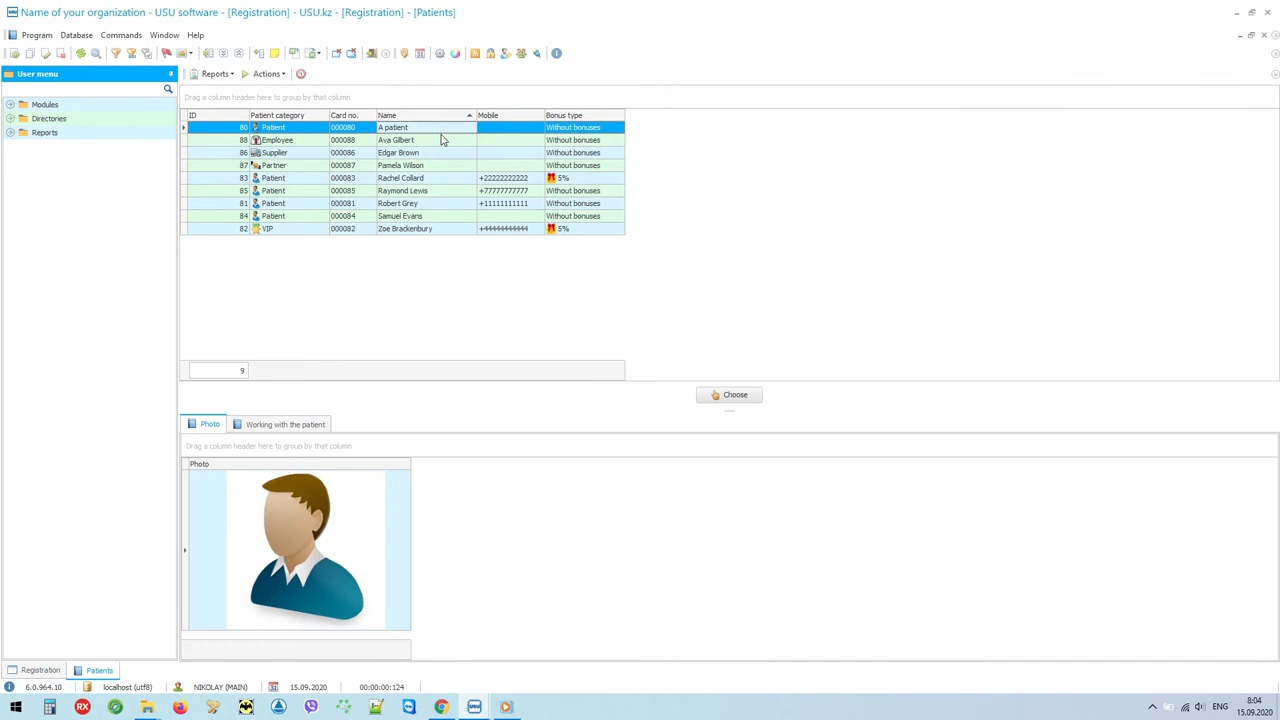 Name of your organization - USU software - [Registration] - USU.kz - [Registration] - [Patients]
Program Database Commands Window Help
User menu
Reports Actions
Modules
Directories
Reports
Drag a column header here to group by that column
ID Patient category Card no. Name Mobile Bonus type
80 Patient 000080 A patient Without bonuses
88 Employee 000088 Ava Gilbert Without bonuses
86 Supplier 000086 Edgar Brown Without bonuses
87 Partner 000087 Pamela Wilson Without bonuses
83 Patient 000083 Rachel Collard +22222222222 5%
85 Patient 000085 Raymond Lewis +77777777777 Without bonuses
81 Patient 000081 Robert Grey +11111111111 Without bonuses
84 Patient 000084 Samuel Evans Without bonuses
82 VIP 000082 Zoe Brackenbury +44444444444 5%
9
Choose
Photo Working with the patient
Drag a column header here to group by that column
Photo
Registration Patients
6.0.964.10 localhost (utf8) NIKOLAY (MAIN) 31 15.09.2020 00:00:00:124
RX ENG 8:04
15.09.2020